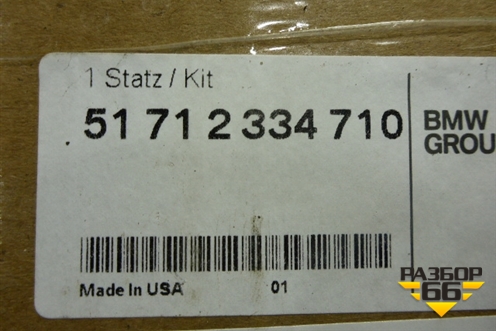 1 Statz / Kit
51 71 2 334 710
BMW
GROU
Made In USA
01
РАЗБОР
66